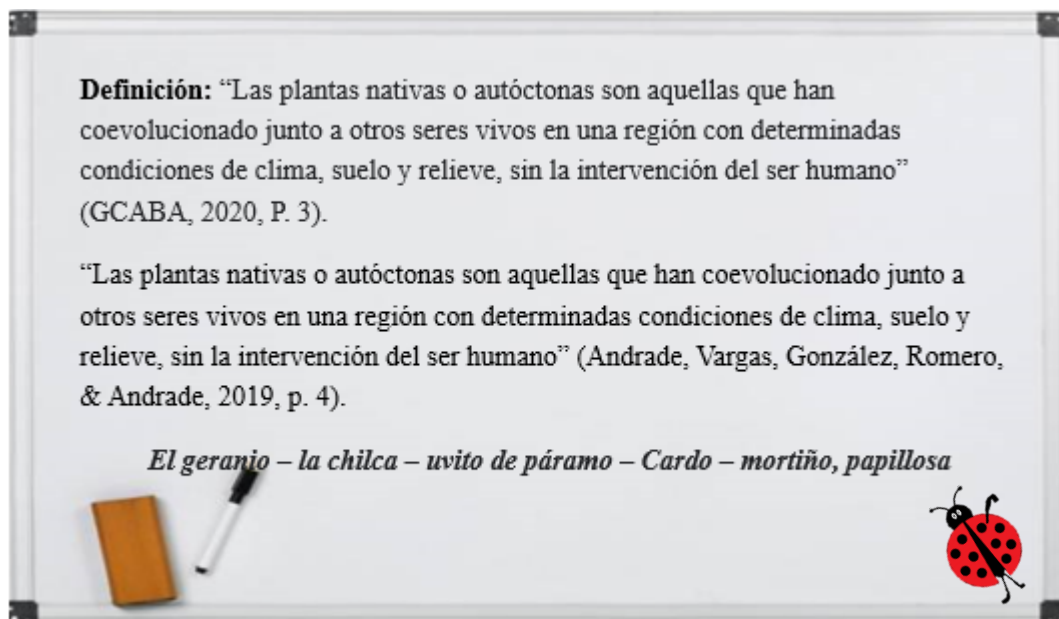 Definición: “Las plantas nativas o autóctonas son aquellas que han
coevolucionado junto a otros seres vivos en una región con determinadas
condiciones de clima, suelo y relieve, sin la intervención del ser humano”
(GCABA, 2020, P. 3).
“Las plantas nativas o autóctonas son aquellas que han coevolucionado junto a
otros seres vivos en una región con determinadas condiciones de clima, suelo y
relieve, sin la intervención del ser humano” (Andrade, Vargas, González, Romero,
& Andrade, 2019, p. 4).
El geranio – la chilca – uvito de páramo – Cardo – mortiño, papillosa